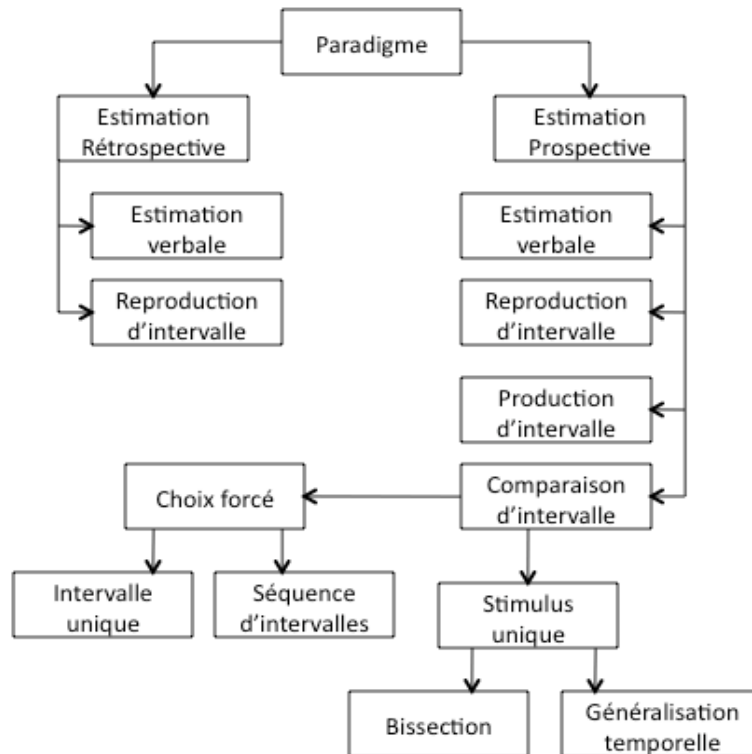 Paradigme
Estimation
Rétrospective
Estimation
Prospective
Estimation
verbale
Estimation
verbale
Reproduction
d’intervalle
Reproduction
d’intervalle
Production
d’intervalle
Choix forcé
Comparaison
d’intervalle
Intervalle
unique
Séquence
d’intervalles
Stimulus
unique
Bissection
Généralisation
temporelle